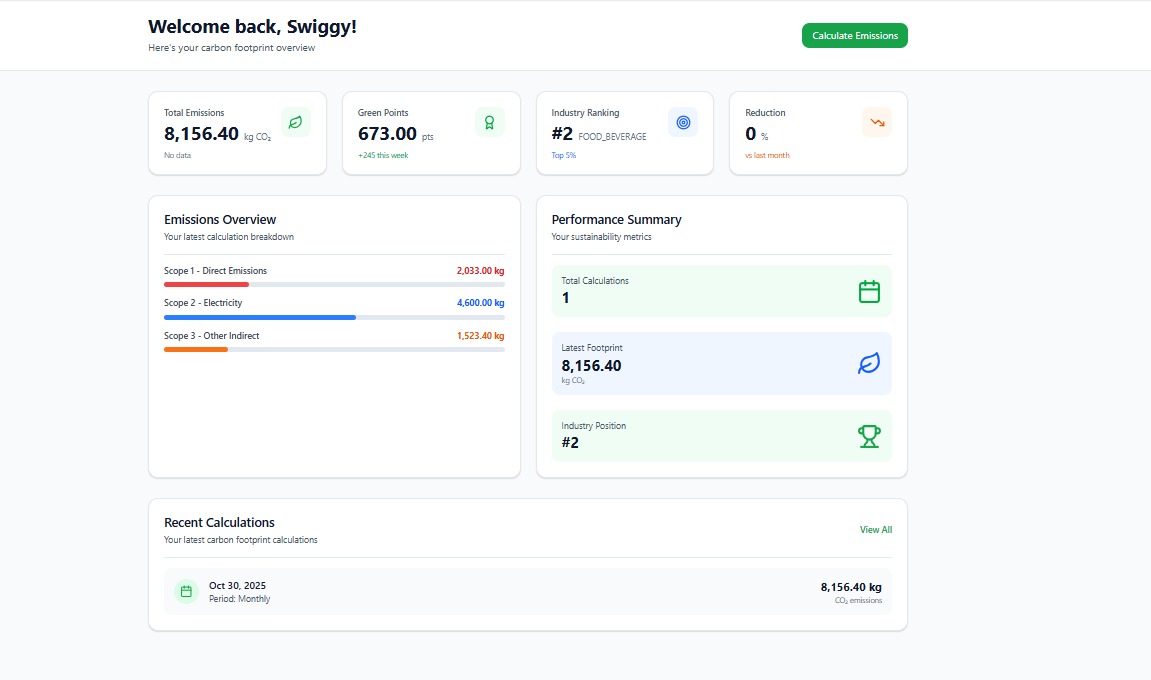 Welcome back, Swiggy!
Here's your carbon footprint overview
Calculate Emissions
Total Emissions
8,156.40 kg CO₂
No data
Green Points
673.00 pts
+245 this week
Industry Ranking
#2 FOOD_BEVERAGE
Top 5%
Reduction
0 %
vs last month
Emissions Overview
Your latest calculation breakdown
Scope 1 - Direct Emissions 2,033.00 kg
Scope 2 - Electricity 4,600.00 kg
Scope 3 - Other Indirect 1,523.40 kg
Performance Summary
Your sustainability metrics
Total Calculations
1
Latest Footprint
8,156.40
kg CO₂
Industry Position
#2
Recent Calculations
Your latest carbon footprint calculations
View All
Oct 30, 2025
Period: Monthly
8,156.40 kg
CO₂ emissions